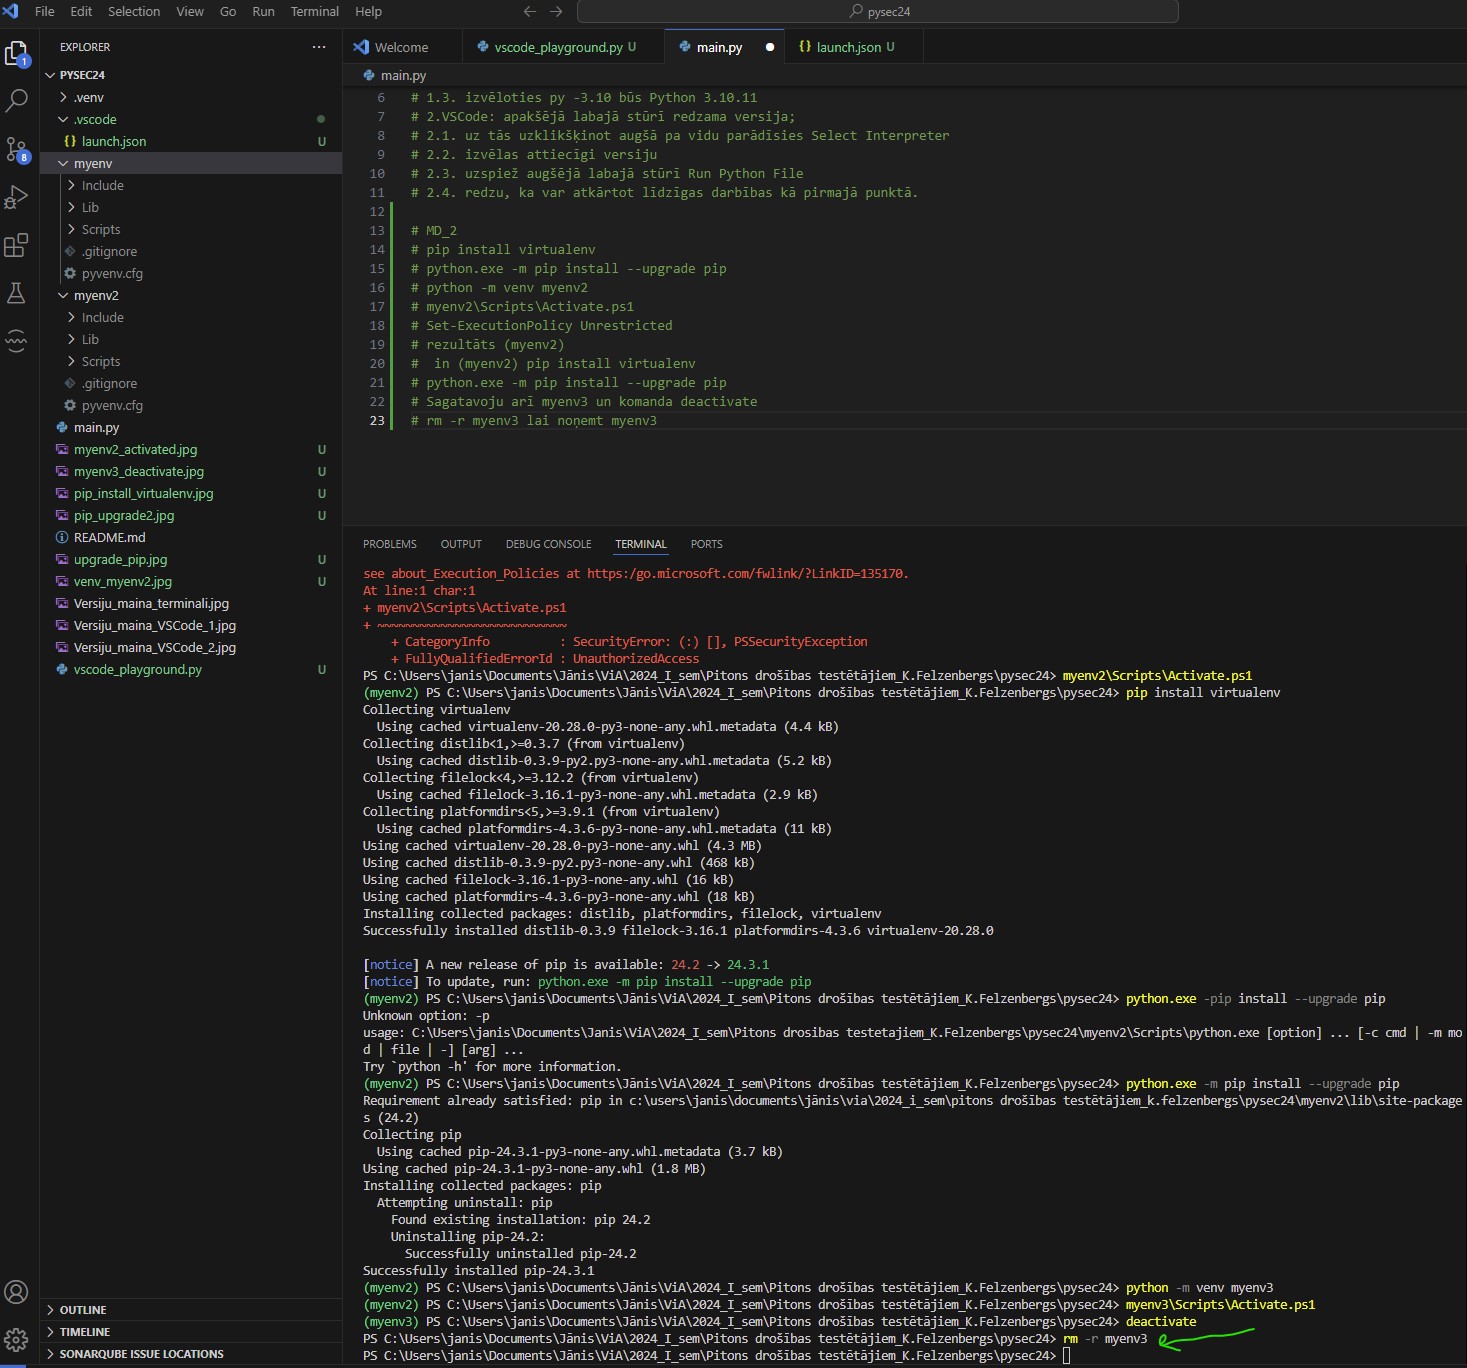 File Edit Selection View Go Run Terminal Help
pysec24
EXPLORER
PYSEC24
.venv
.vscode
launch.json U
myenv
Include
Lib
Scripts
.gitignore
pyvenv.cfg
myenv2
Include
Lib
Scripts
.gitignore
pyvenv.cfg
main.py
myenv2_activated.jpg U
myenv3_deactivate.jpg U
pip_install_virtualenv.jpg U
pip_upgrade2.jpg U
README.md
upgrade_pip.jpg U
venv_myenv2.jpg U
Versiju_maina_terminali.jpg
Versiju_maina_VSCode_1.jpg
Versiju_maina_VSCode_2.jpg
vscode_playground.py U
OUTLINE
TIMELINE
SONARQUBE ISSUE LOCATIONS
1
8
Welcome vscode_playground.py U main.py launch.json U
main.py
6 # 1.3. izvēloties py -3.10 būs Python 3.10.11
7 # 2.VSCode: apakšējā labajā stūrī redzama versija;
8 # 2.1. uz tās uzklikšķinot augšā pa vidu parādīsies Select Interpreter
9 # 2.2. izvēlas attiecīgi versiju
10 # 2.3. uzspiež augšējā labajā stūrī Run Python File
11 # 2.4. redzu, ka var atkārtot līdzīgas darbības kā pirmajā punktā.
12
13 # MD_2
14 # pip install virtualenv
15 # python.exe -m pip install --upgrade pip
16 # python -m venv myenv2
17 # myenv2\Scripts\Activate.ps1
18 # Set-ExecutionPolicy Unrestricted
19 # rezultāts (myenv2)
20 #  in (myenv2) pip install virtualenv
21 # python.exe -m pip install --upgrade pip
22 # Sagatavoju arī myenv3 un komanda deactivate
23 # rm -r myenv3 lai noņemt myenv3
PROBLEMS OUTPUT DEBUG CONSOLE TERMINAL PORTS
see about_Execution_Policies at https:/go.microsoft.com/fwlink/?LinkID=135170.
At line:1 char:1
+ myenv2\Scripts\Activate.ps1
+ ~~~~~~~~~~~~~~~~~~~~~~~~~~~
+ CategoryInfo          : SecurityError: (:) [], PSSecurityException
+ FullyQualifiedErrorId : UnauthorizedAccess
PS C:\Users\janis\Documents\Jānis\ViA\2024_I_sem\Pitons drošības testētājiem_K.Felzenbergs\pysec24> myenv2\Scripts\Activate.ps1
(myenv2) PS C:\Users\janis\Documents\Jānis\ViA\2024_I_sem\Pitons drošības testētājiem_K.Felzenbergs\pysec24> pip install virtualenv
Collecting virtualenv
Using cached virtualenv-20.28.0-py3-none-any.whl.metadata (4.4 kB)
Collecting distlib<1,>=0.3.7 (from virtualenv)
Using cached distlib-0.3.9-py2.py3-none-any.whl.metadata (5.2 kB)
Collecting filelock<4,>=3.12.2 (from virtualenv)
Using cached filelock-3.16.1-py3-none-any.whl.metadata (2.9 kB)
Collecting platformdirs<5,>=3.9.1 (from virtualenv)
Using cached platformdirs-4.3.6-py3-none-any.whl.metadata (11 kB)
Using cached virtualenv-20.28.0-py3-none-any.whl (4.3 MB)
Using cached distlib-0.3.9-py2.py3-none-any.whl (468 kB)
Using cached filelock-3.16.1-py3-none-any.whl (16 kB)
Using cached platformdirs-4.3.6-py3-none-any.whl (18 kB)
Installing collected packages: distlib, platformdirs, filelock, virtualenv
Successfully installed distlib-0.3.9 filelock-3.16.1 platformdirs-4.3.6 virtualenv-20.28.0
[notice] A new release of pip is available: 24.2 -> 24.3.1
[notice] To update, run: python.exe -m pip install --upgrade pip
(myenv2) PS C:\Users\janis\Documents\Jānis\ViA\2024_I_sem\Pitons drošības testētājiem_K.Felzenbergs\pysec24> python.exe -pip install --upgrade pip
Unknown option: -p
usage: C:\Users\janis\Documents\Janis\ViA\2024_I_sem\Pitons drosibas testetajiem_K.Felzenbergs\pysec24\myenv2\Scripts\python.exe [option] ... [-c cmd | -m mo
d | file | -] [arg] ...
Try `python -h' for more information.
(myenv2) PS C:\Users\janis\Documents\Jānis\ViA\2024_I_sem\Pitons drošības testētājiem_K.Felzenbergs\pysec24> python.exe -m pip install --upgrade pip
Requirement already satisfied: pip in c:\users\janis\documents\jānis\via\2024_i_sem\pitons drošības testētājiem_k.felzenbergs\pysec24\myenv2\lib\site-package
s (24.2)
Collecting pip
Using cached pip-24.3.1-py3-none-any.whl.metadata (3.7 kB)
Using cached pip-24.3.1-py3-none-any.whl (1.8 MB)
Installing collected packages: pip
Attempting uninstall: pip
Found existing installation: pip 24.2
Uninstalling pip-24.2:
Successfully uninstalled pip-24.2
Successfully installed pip-24.3.1
(myenv2) PS C:\Users\janis\Documents\Jānis\ViA\2024_I_sem\Pitons drošības testētājiem_K.Felzenbergs\pysec24> python -m venv myenv3
(myenv2) PS C:\Users\janis\Documents\Jānis\ViA\2024_I_sem\Pitons drošības testētājiem_K.Felzenbergs\pysec24> myenv3\Scripts\Activate.ps1
(myenv3) PS C:\Users\janis\Documents\Jānis\ViA\2024_I_sem\Pitons drošības testētājiem_K.Felzenbergs\pysec24> deactivate
PS C:\Users\janis\Documents\Jānis\ViA\2024_I_sem\Pitons drošības testētājiem_K.Felzenbergs\pysec24> rm -r myenv3
PS C:\Users\janis\Documents\Jānis\ViA\2024_I_sem\Pitons drošības testētājiem_K.Felzenbergs\pysec24>